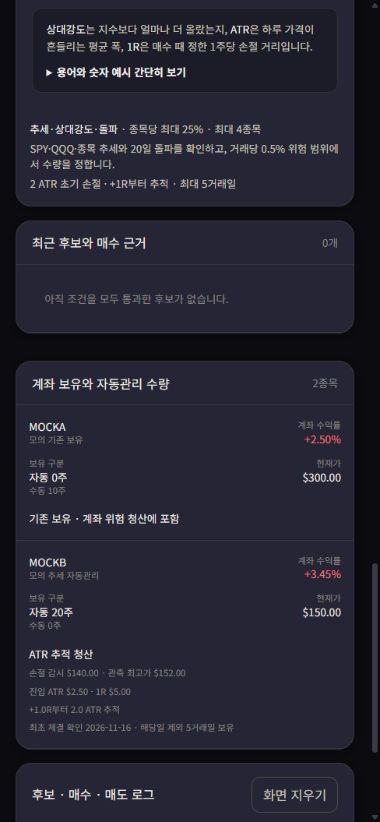 상대강도는 지수보다 얼마나 더 올랐는지, ATR은 하루 가격이
흔들리는 평균 폭, 1R은 매수 때 정한 1주당 손절 거리입니다.
▶ 용어와 숫자 예시 간단히 보기
추세·상대강도·돌파 · 종목당 최대 25% · 최대 4종목
SPY·QQQ·종목 추세와 20일 돌파를 확인하고, 거래당 0.5% 위험 범위에
서 수량을 정합니다.
2 ATR 초기 손절 · +1R부터 추적 · 최대 5거래일
최근 후보와 매수 근거 0개
아직 조건을 모두 통과한 후보가 없습니다.
계좌 보유와 자동관리 수량 2종목
MOCKA 계좌 수익률
모의 기존 보유 +2.50%
보유 구분 현재가
자동 0주 $300.00
수동 10주
기존 보유 · 계좌 위험 청산에 포함
MOCKB 계좌 수익률
모의 추세 자동관리 +3.45%
보유 구분 현재가
자동 20주 $150.00
수동 0주
ATR 추적 청산
손절 감시 $140.00 · 관측 최고가 $152.00
진입 ATR $2.50 · 1R $5.00
+1.0R부터 2.0 ATR 추적
최초 체결 확인 2026-11-16 · 해당일 제외 5거래일 보유
후보 · 매수 · 매도 로그 화면 지우기